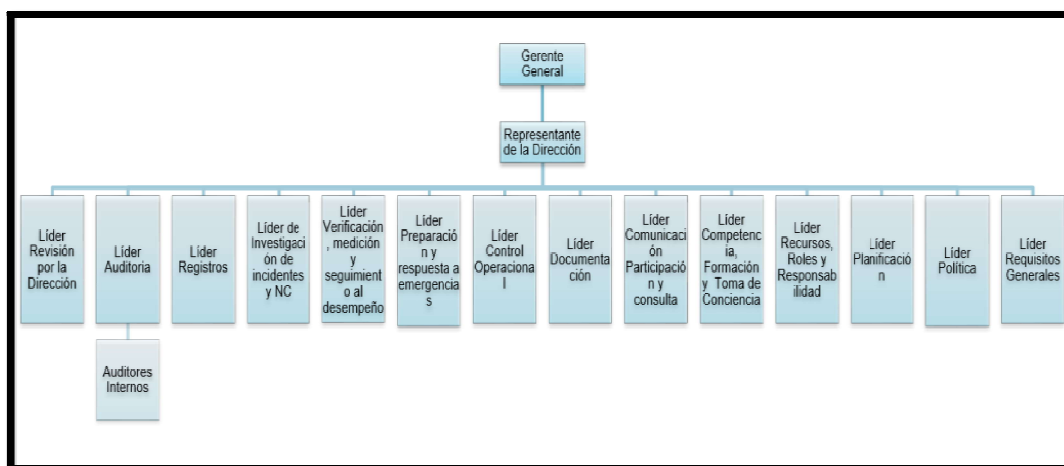 Gerente
General
Representante
de la Dirección
Líder
Revisión
por la
Dirección
Líder
Auditoria
Líder
Registros
Líder de
Investigaci
ón de
incidentes
y NC
Líder
Verificación
, medición
y
seguimient
o al
desempeño
Líder
Preparació
n y
respuesta a
emergencia
s
Líder
Control
Operaciona
l
Líder
Documenta
ción
Líder
Comunicaci
ón
Participació
n y
consulta
Líder
Competenc
ia,
Formación
y Toma de
Conciencia
Líder
Recursos,
Roles y
Responsab
ilidad
Líder
Planificació
n
Líder
Política
Líder
Requisitos
Generales
Auditores
Internos